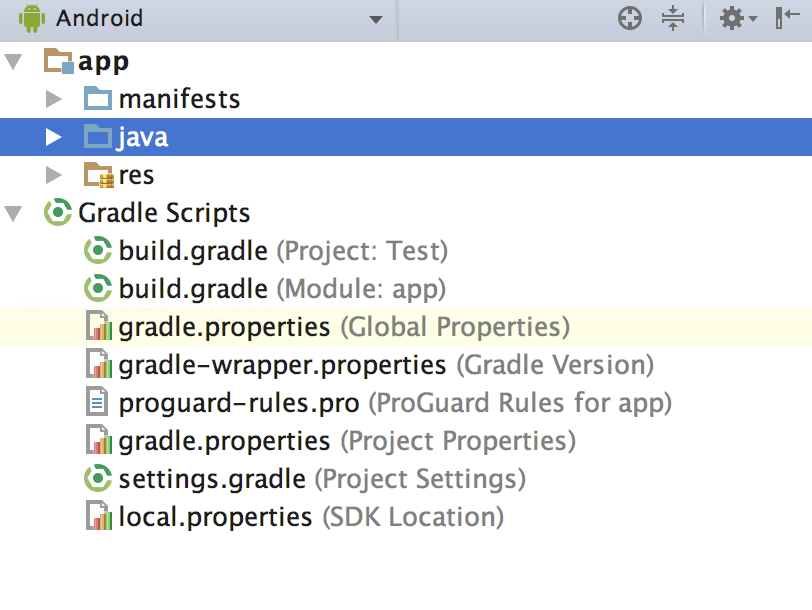 Android
app
manifests
java
res
Gradle Scripts
build.gradle (Project: Test)
build.gradle (Module: app)
gradle.properties (Global Properties)
gradle-wrapper.properties (Gradle Version)
proguard-rules.pro (ProGuard Rules for app)
gradle.properties (Project Properties)
settings.gradle (Project Settings)
local.properties (SDK Location)